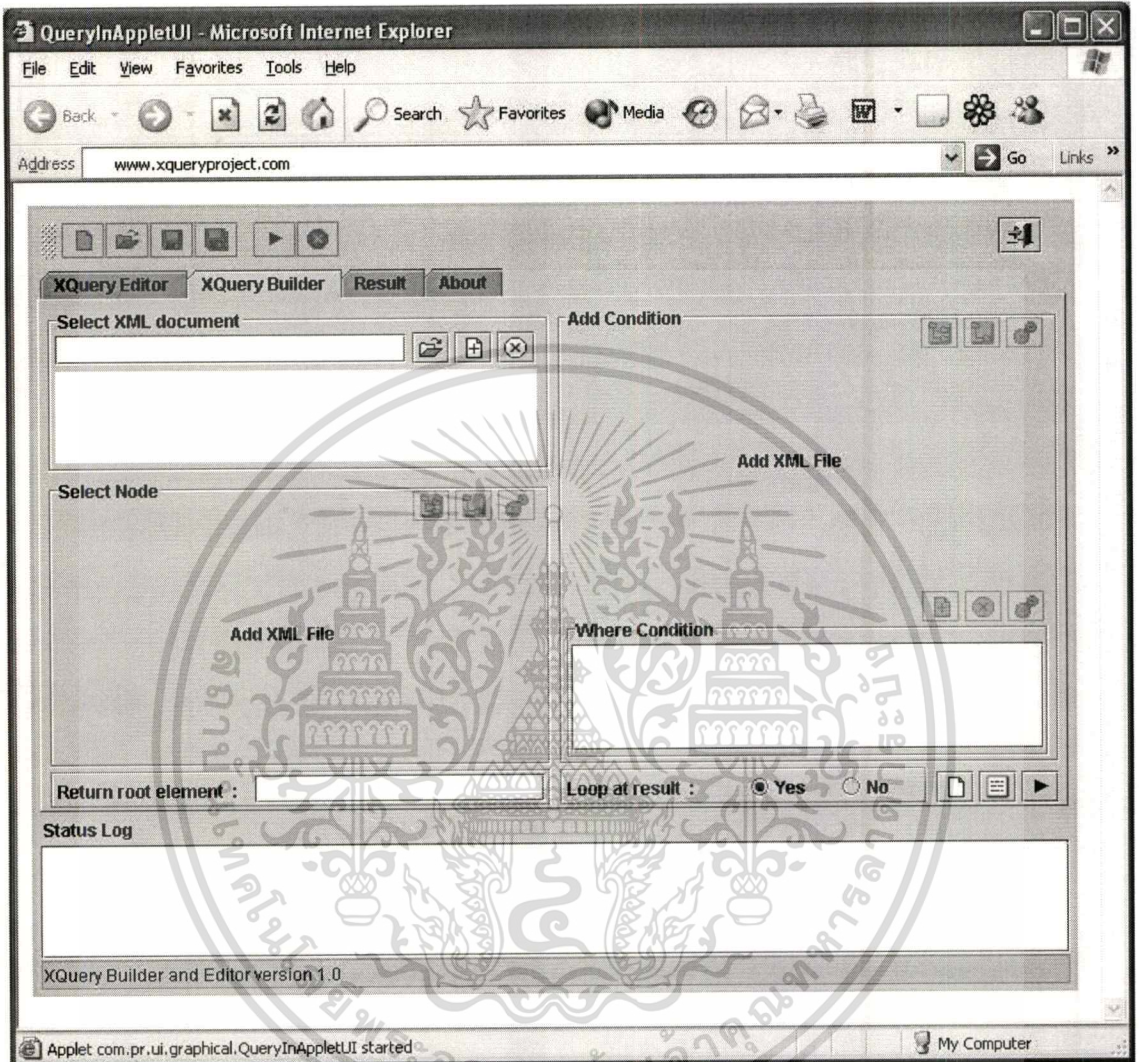 QueryInAppletUI - Microsoft Internet Explorer
File Edit View Favorites Tools Help
Back Search Favorites Media
Address www.xqueryproject.com Go Links »
XQuery Editor XQuery Builder Result About
Select XML document
Add Condition
Add XML File
Select Node
Add XML File
Where Condition
Return root element :
Loop at result : Yes No
Status Log
XQuery Builder and Editor version 1.0
Applet com.pr.ui.graphical.QueryInAppletUI started
My Computer